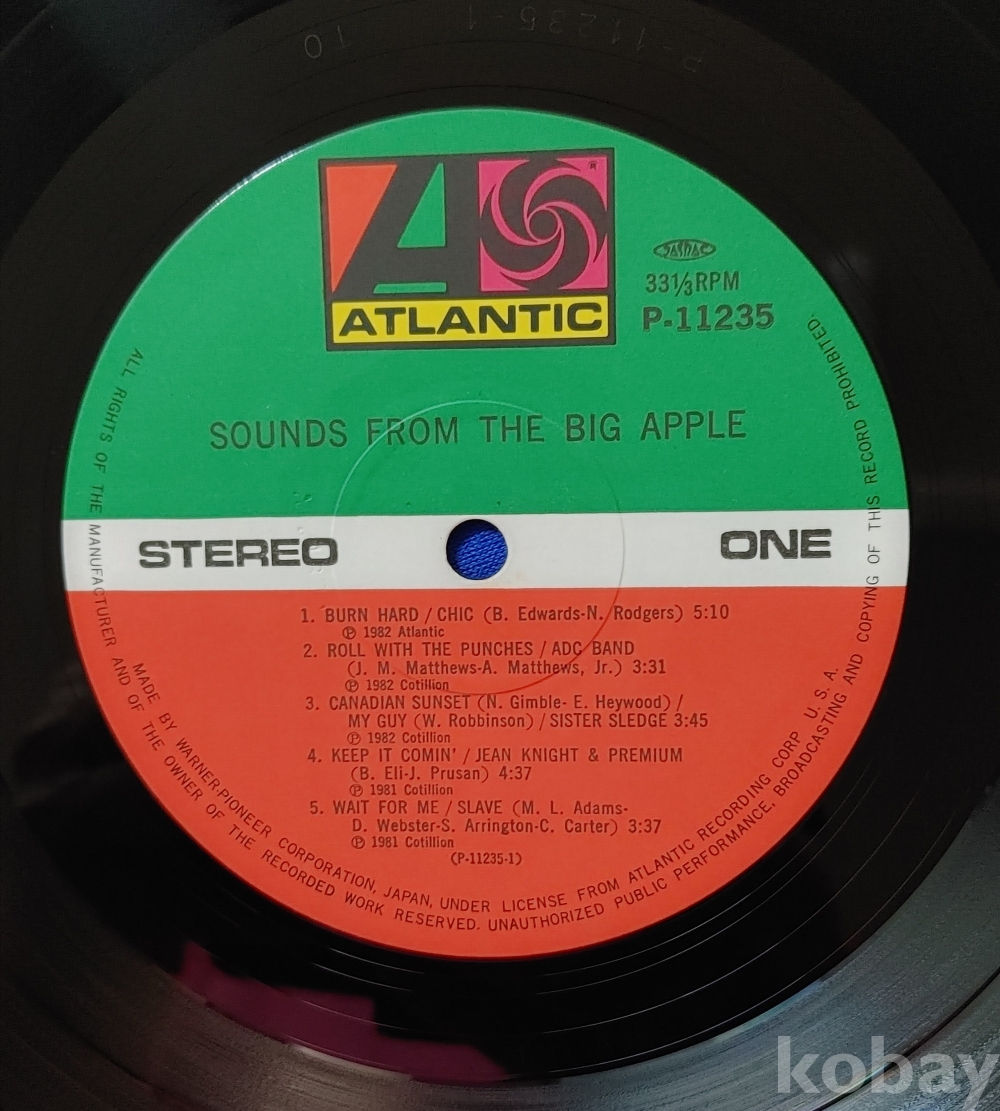 P-11235-1
1 0
ATLANTIC
®
JASRAC
33⅓RPM
P-11235
SOUNDS FROM THE BIG APPLE
STEREO
ONE
1. BURN HARD / CHIC (B. Edwards-N. Rodgers) 5:10
Ⓟ 1982 Atlantic
2. ROLL WITH THE PUNCHES / ADC BAND
(J. M. Matthews-A. Matthews, Jr.) 3:31
Ⓟ 1982 Cotillion
3. CANADIAN SUNSET (N. Gimble- E. Heywood) /
MY GUY (W. Robbinson) / SISTER SLEDGE 3:45
Ⓟ 1982 Cotillion
4. KEEP IT COMIN' / JEAN KNIGHT & PREMIUM
(B. Eli-J. Prusan) 4:37
Ⓟ 1981 Cotillion
5. WAIT FOR ME / SLAVE (M. L. Adams-
D. Webster-S. Arrington-C. Carter) 3:37
Ⓟ 1981 Cotillion
(P-11235-1)
MADE BY WARNER-PIONEER CORPORATION, JAPAN, UNDER LICENSE FROM ATLANTIC RECORDING CORP U. S. A.
ALL RIGHTS OF THE MANUFACTURER AND OF THE OWNER OF THE RECORDED WORK RESERVED. UNAUTHORIZED PUBLIC PERFORMANCE, BROADCASTING AND COPYING OF THIS RECORD PROHIBITED.
kobay